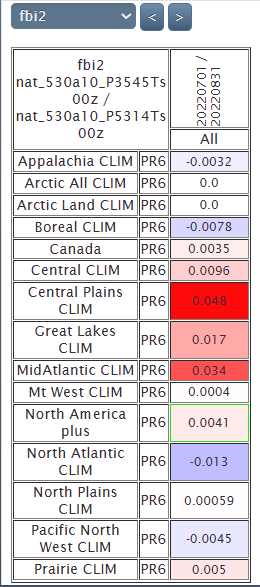 fbi2
<
>
fbi2
nat_530a10_P3545Ts
00z /
nat_530a10_P5314Ts
00z
20220701 /
20220831
All
Appalachia CLIM PR6 -0.0032
Arctic All CLIM PR6 0.0
Arctic Land CLIM PR6 0.0
Boreal CLIM PR6 -0.0078
Canada PR6 0.0035
Central CLIM PR6 0.0096
Central Plains
CLIM PR6 0.048
Great Lakes
CLIM PR6 0.017
MidAtlantic CLIM PR6 0.034
Mt West CLIM PR6 0.0004
North America
plus PR6 0.0041
North Atlantic
CLIM PR6 -0.013
North Plains
CLIM PR6 0.00059
Pacific North
West CLIM PR6 -0.0045
Prairie CLIM PR6 0.005